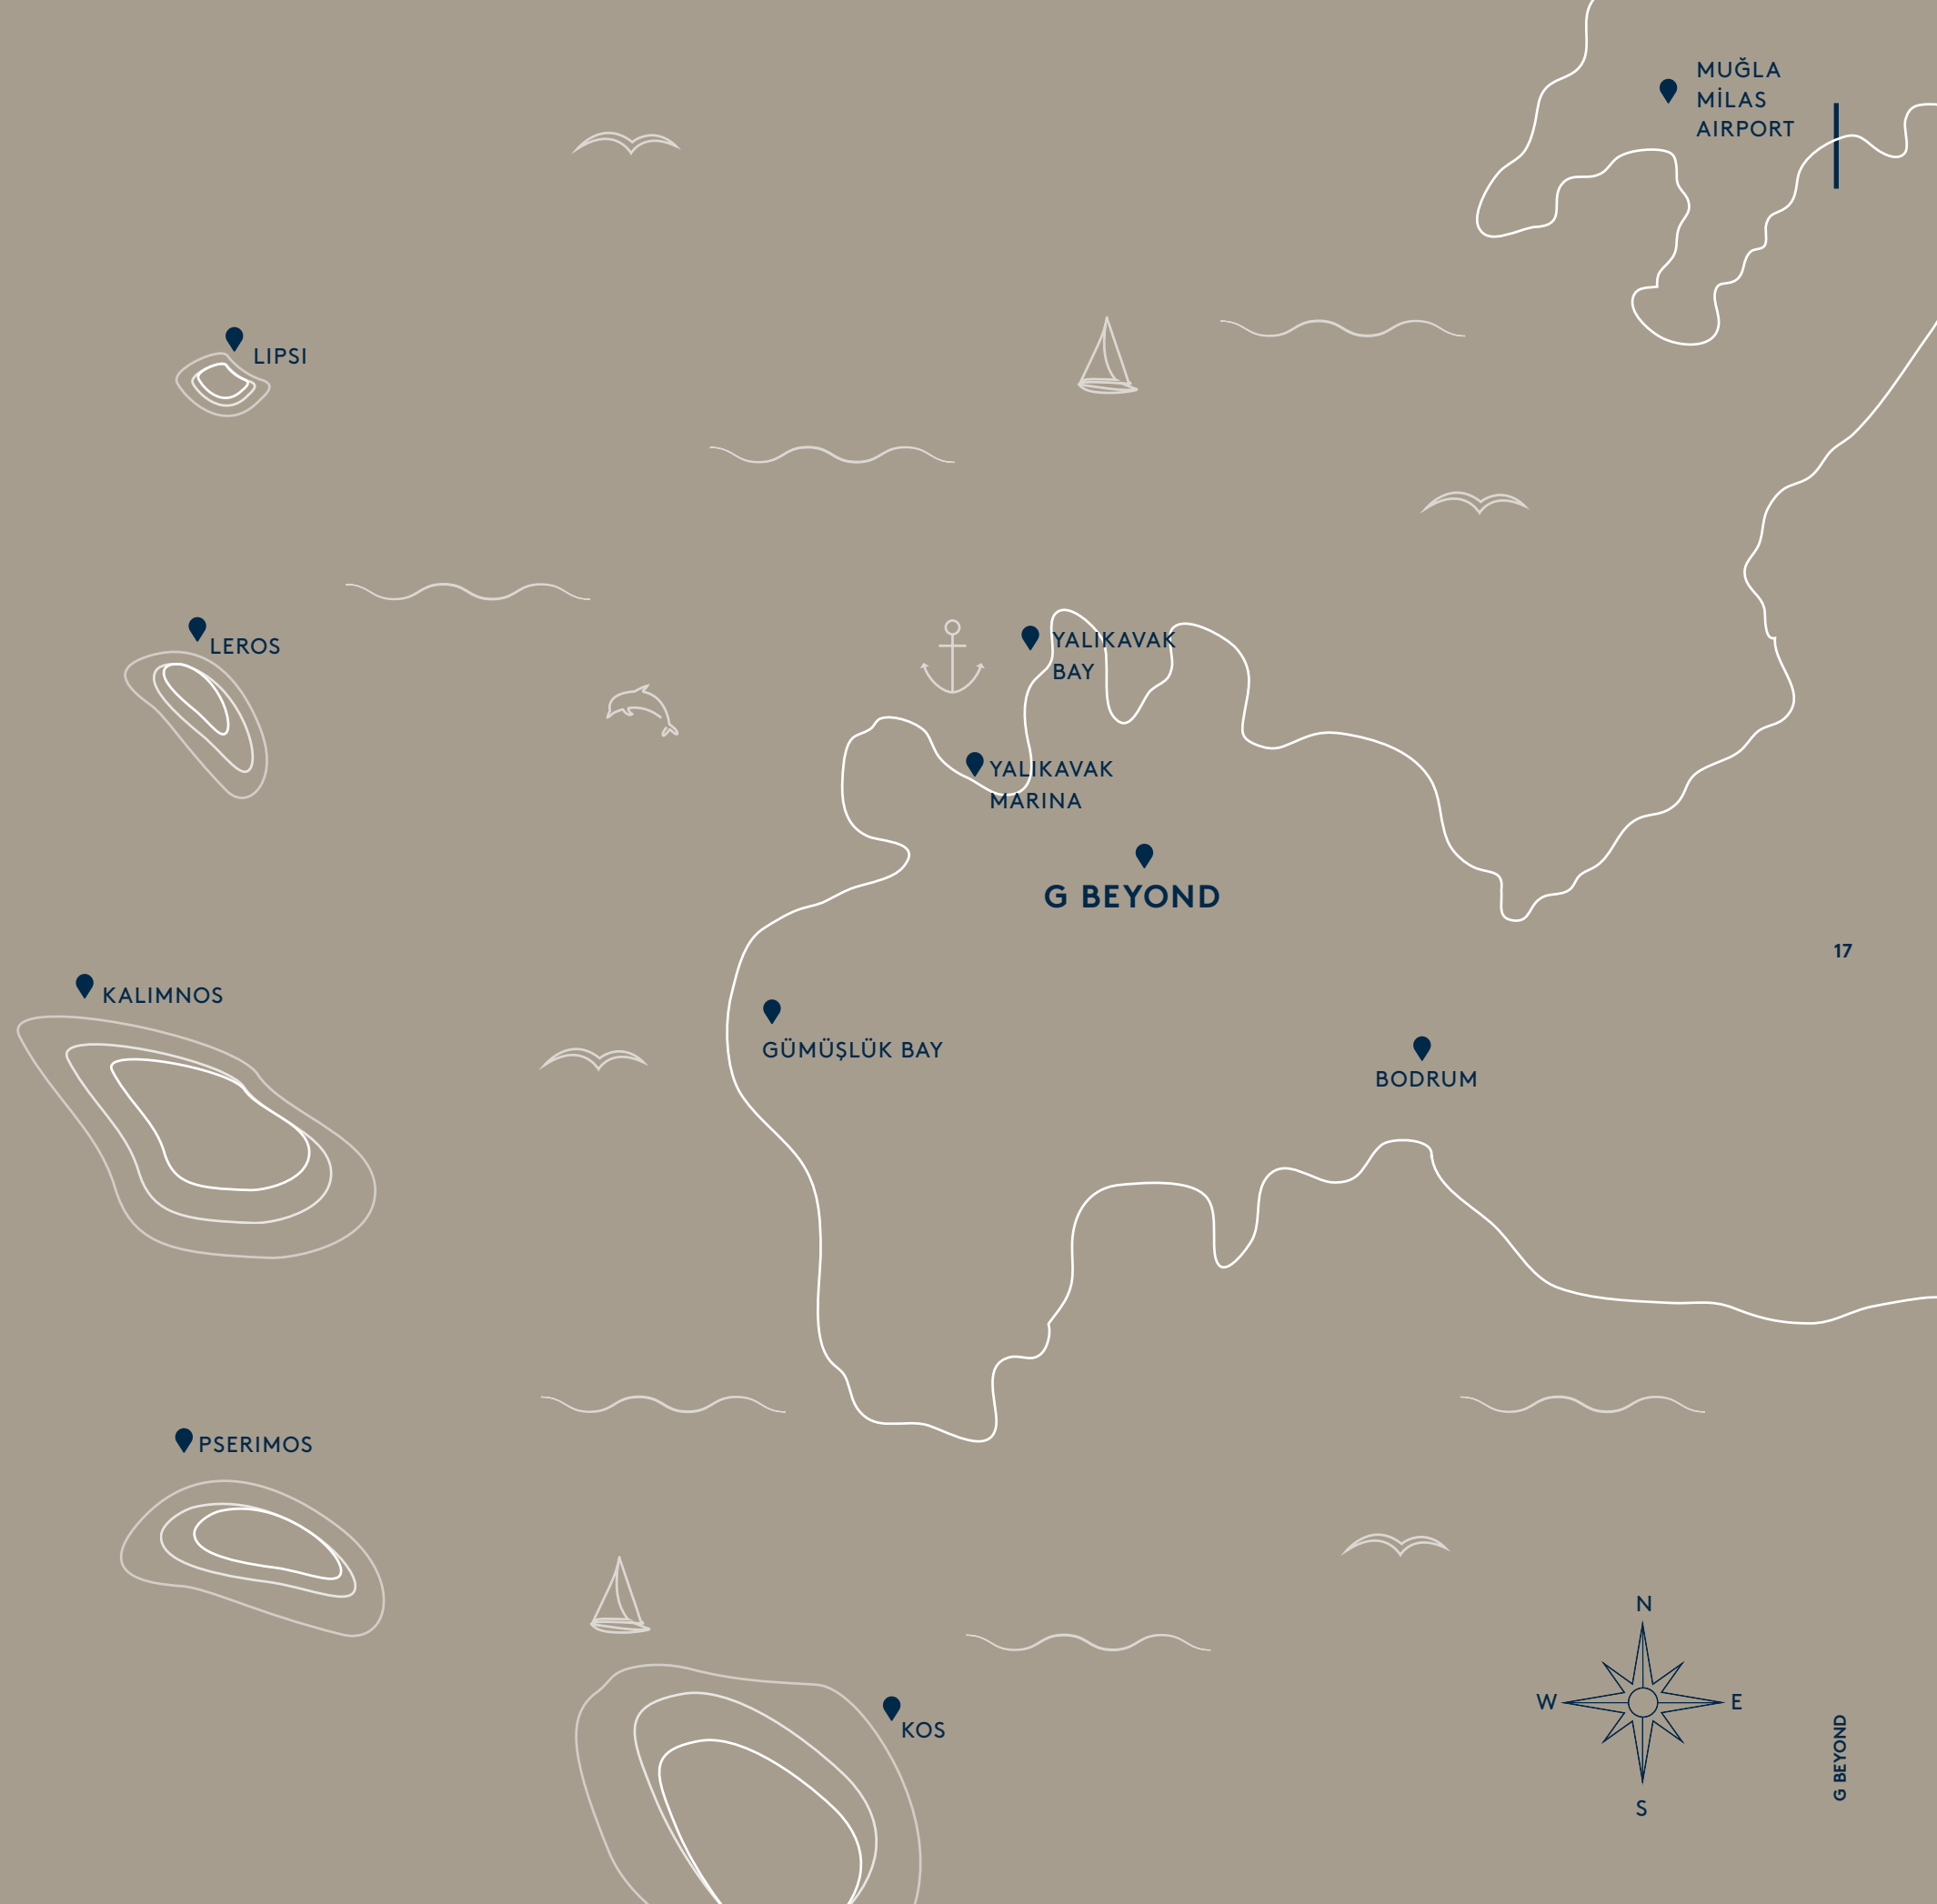 MUĞLA
MİLAS
AIRPORT
LIPSI
LEROS
YALIKAVAK
BAY
YALIKAVAK
MARINA
G BEYOND
17
KALIMNOS
GÜMÜŞLÜK BAY
BODRUM
PSERIMOS
N
W
E
KOS
G BEYOND
S